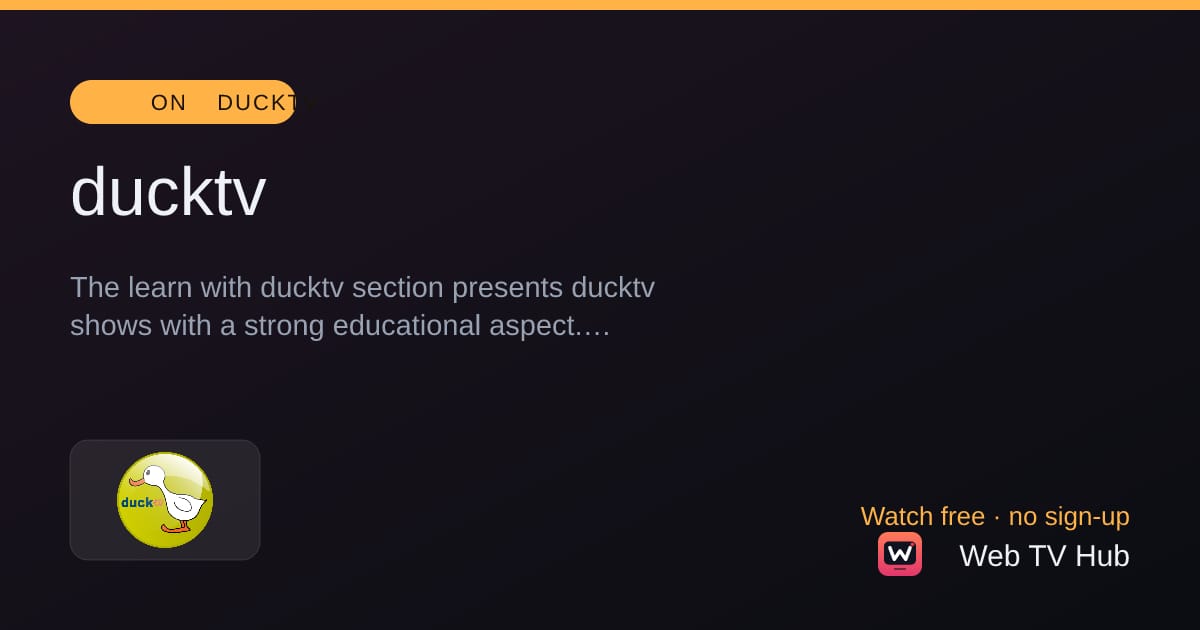 ON DUCKTV
ducktv
The learn with ducktv section presents ducktv
shows with a strong educational aspect....
duck
Watch free · no sign-up
W
Web TV Hub